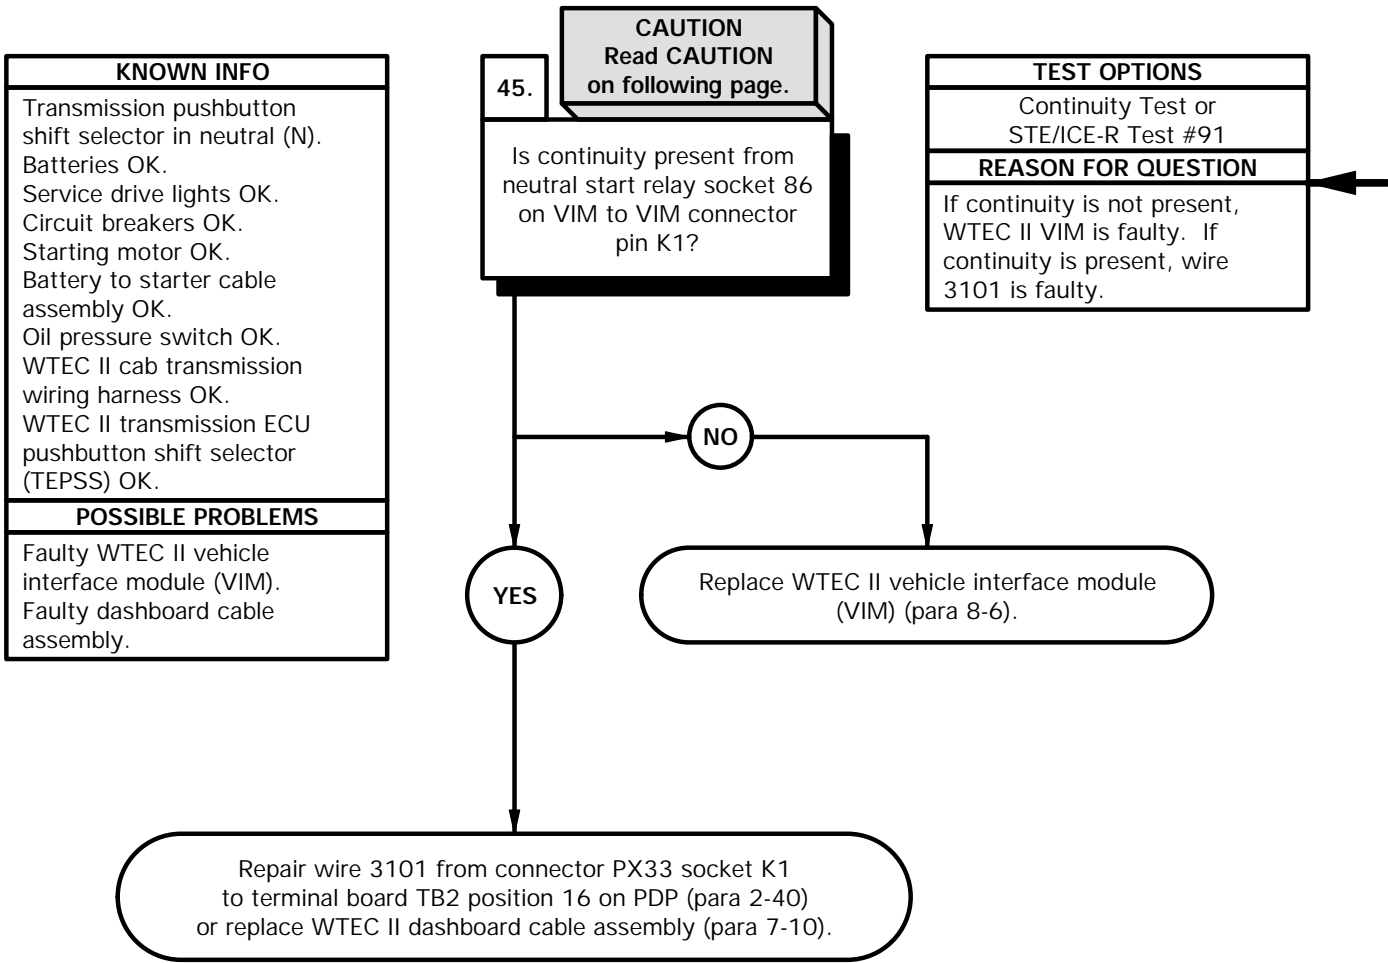 KNOWN INFO
Transmission pushbutton
shift selector in neutral (N).
Batteries OK.
Service drive lights OK.
Circuit breakers OK.
Starting motor OK.
Battery to starter cable
assembly OK.
Oil pressure switch OK.
WTEC II cab transmission
wiring harness OK.
WTEC II transmission ECU
pushbutton shift selector
(TEPSS) OK.
POSSIBLE PROBLEMS
Faulty WTEC II vehicle
interface module (VIM).
Faulty dashboard cable
assembly.
CAUTION
Read CAUTION
on following page.
45.
Is continuity present from
neutral start relay socket 86
on VIM to VIM connector
pin K1?
TEST OPTIONS
Continuity Test or
STE/ICE-R Test #91
REASON FOR QUESTION
If continuity is not present,
WTEC II VIM is faulty.  If
continuity is present, wire
3101 is faulty.
NO
YES
Replace WTEC II vehicle interface module
(VIM) (para 8-6).
Repair wire 3101 from connector PX33 socket K1
to terminal board TB2 position 16 on PDP (para 2-40)
or replace WTEC II dashboard cable assembly (para 7-10).